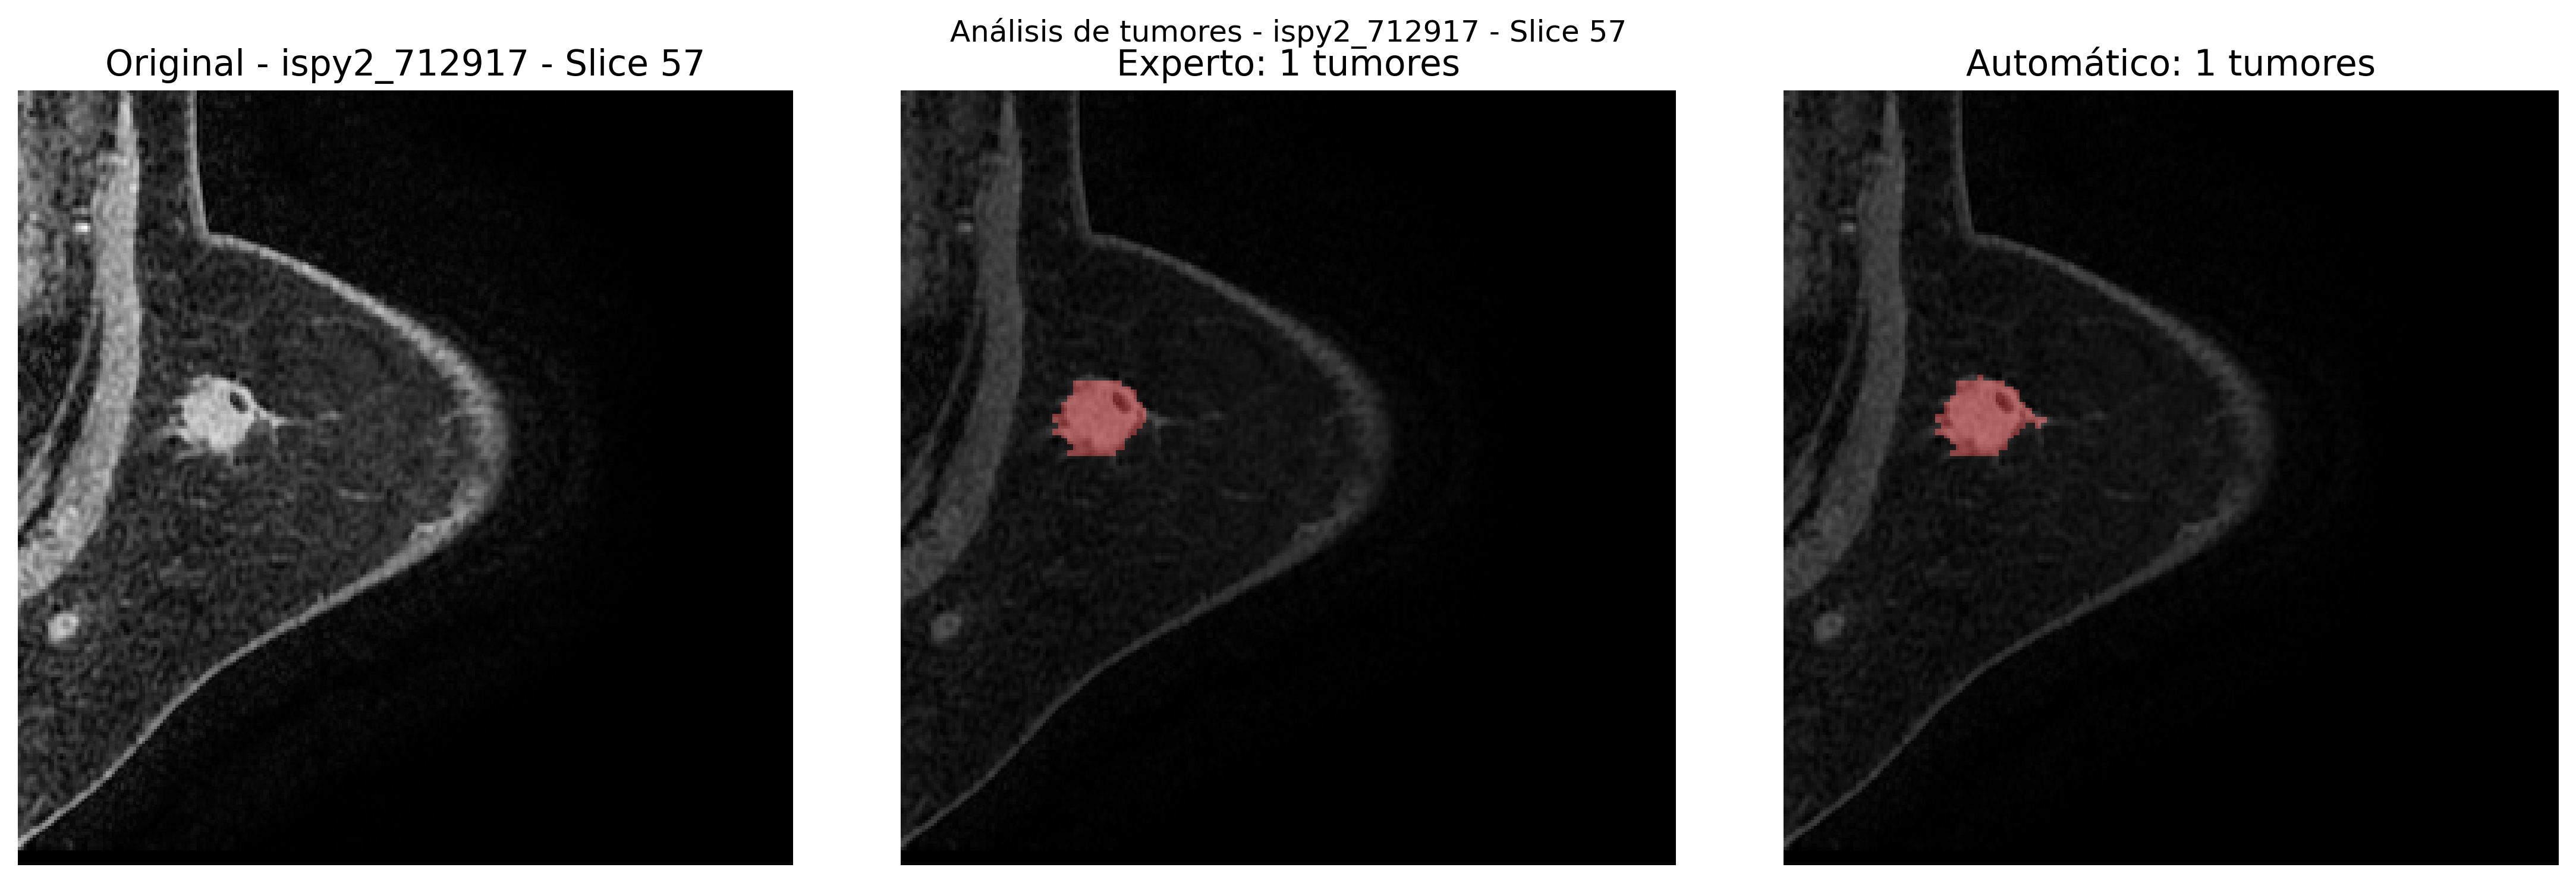 Análisis de tumores - ispy2_712917 - Slice 57
Original - ispy2_712917 - Slice 57
Experto: 1 tumores
Automático: 1 tumores